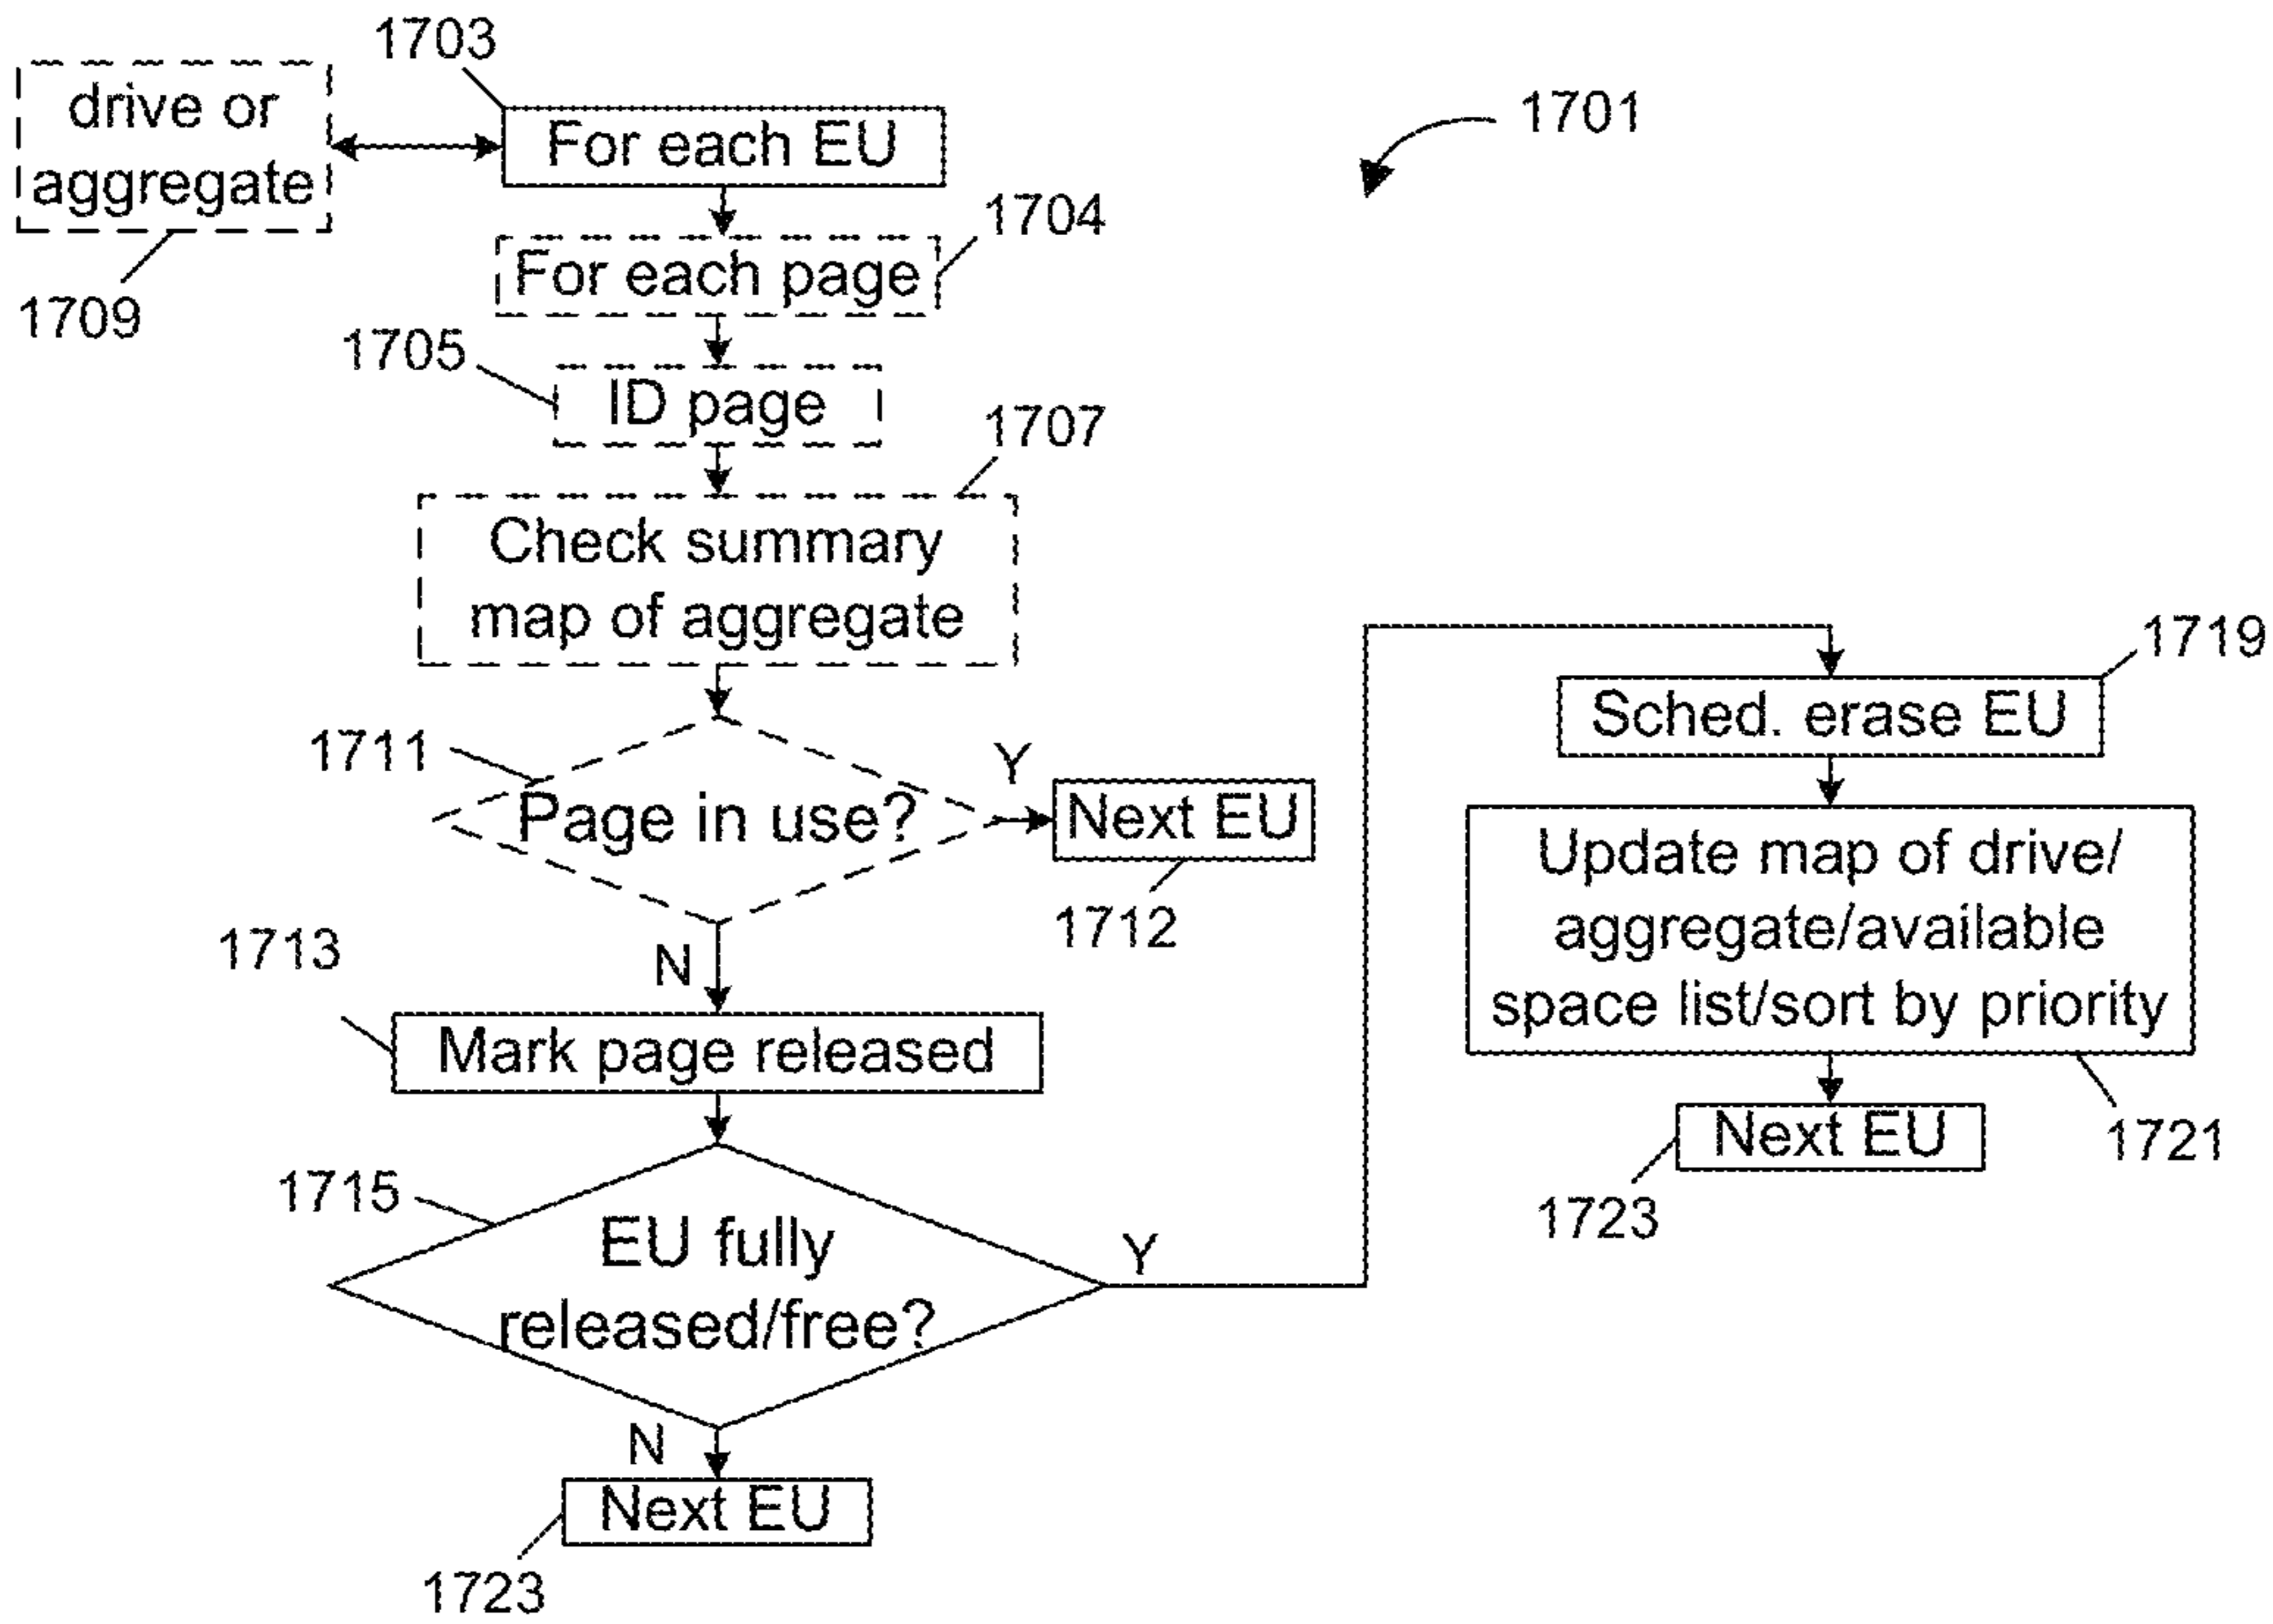 1703
drive or
aggregate
For each EU
1701
1704
For each page
1709
1705
ID page
1707
Check summary
map of aggregate
1711
Page in use?
Y
Next EU
1712
N
1713
Mark page released
1715
EU fully
released/free?
Y
N
Next EU
1723
1719
Sched. erase EU
Update map of drive/
aggregate/available
space list/sort by priority
1721
Next EU
1723